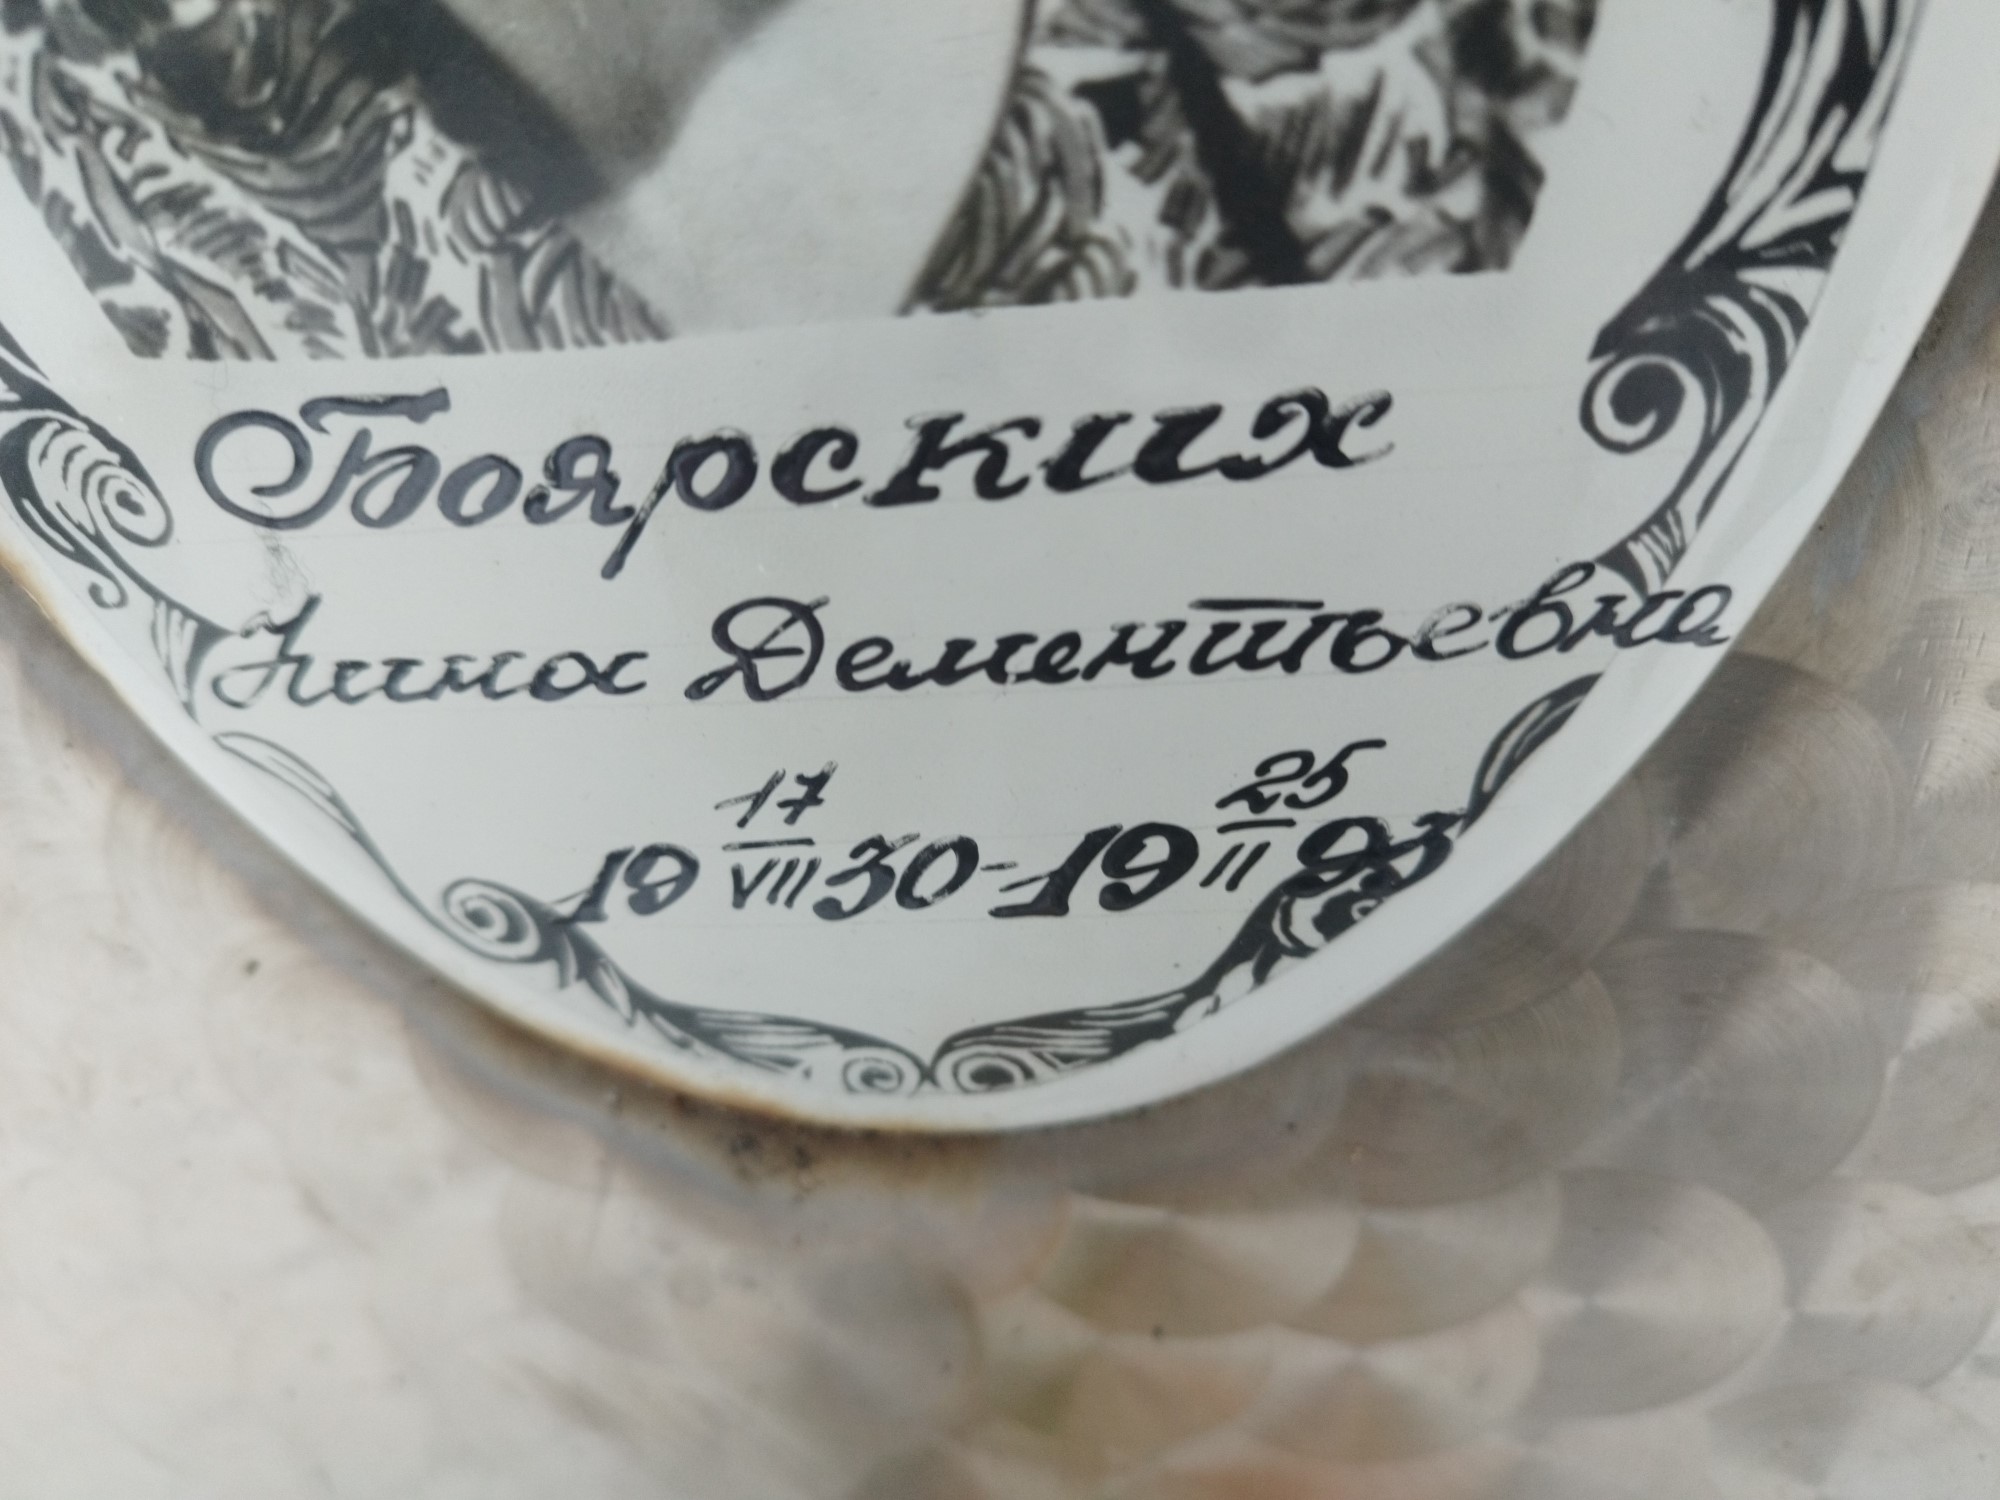 Боярских
Нина Дементьевна
19 17/VII 30-19 25/II 93